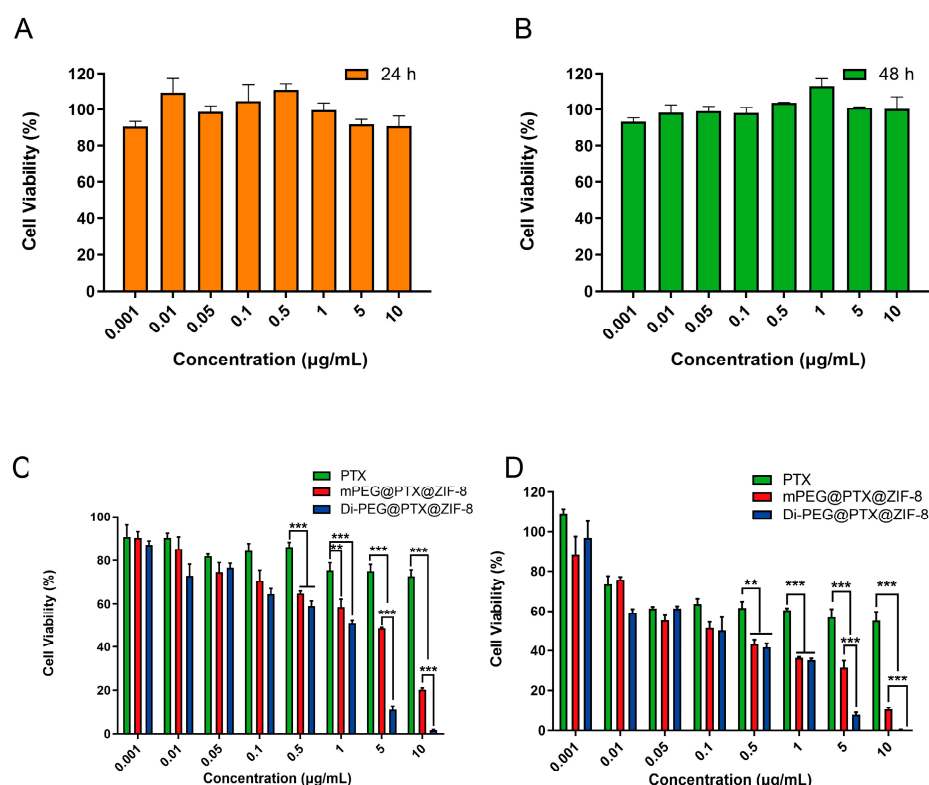 A
24 h
Cell Viability (%)
120
100
80
60
40
20
0
0.001 0.01 0.05 0.1 0.5 1 5 10
Concentration (µg/mL)
B
48 h
Cell Viability (%)
120
100
80
60
40
20
0
0.001 0.01 0.05 0.1 0.5 1 5 10
Concentration (µg/mL)
C
PTX
mPEG@PTX@ZIF-8
Di-PEG@PTX@ZIF-8
Cell Viability (%)
100
80
60
40
20
0
***
***
**
***
***
***
***
0.001 0.01 0.05 0.1 0.5 1 5 10
Concentration (µg/mL)
D
PTX
mPEG@PTX@ZIF-8
Di-PEG@PTX@ZIF-8
Cell Viability (%)
120
100
80
60
40
20
0
**
***
***
***
***
***
0.001 0.01 0.05 0.1 0.5 1 5 10
Concentration (µg/mL)